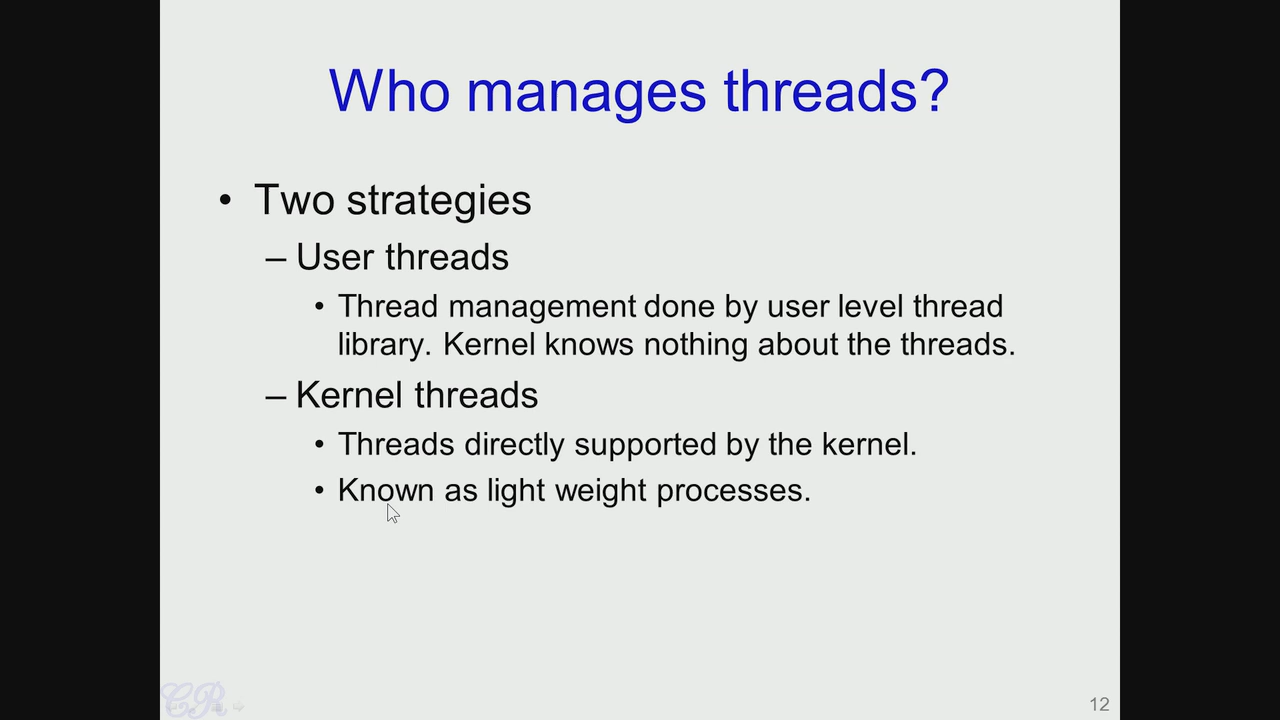 Who manages threads?
• Two strategies
– User threads
• Thread management done by user level thread
library. Kernel knows nothing about the threads.
– Kernel threads
• Threads directly supported by the kernel.
• Known as light weight processes.
CR
12